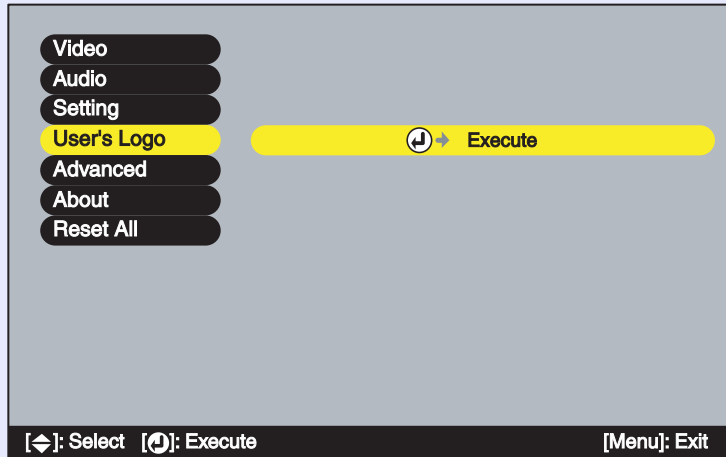 Video
Audio
Setting
User's Logo
Execute
Advanced
About
Reset All
[◆]: Select [↵]: Execute [Menu]: Exit